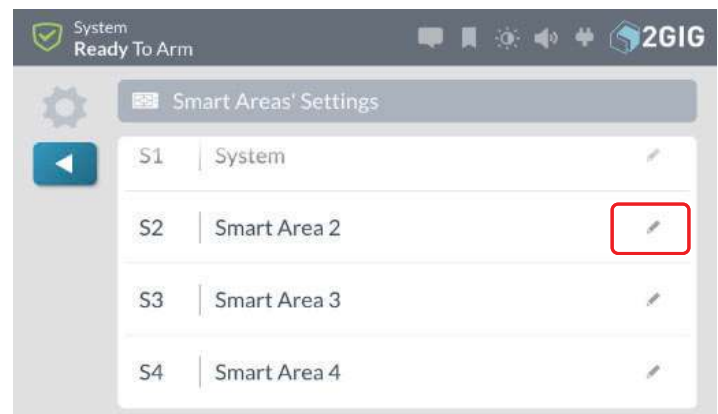 System
Ready To Arm
2GIG
Smart Areas' Settings
S1 System
S2 Smart Area 2
S3 Smart Area 3
S4 Smart Area 4